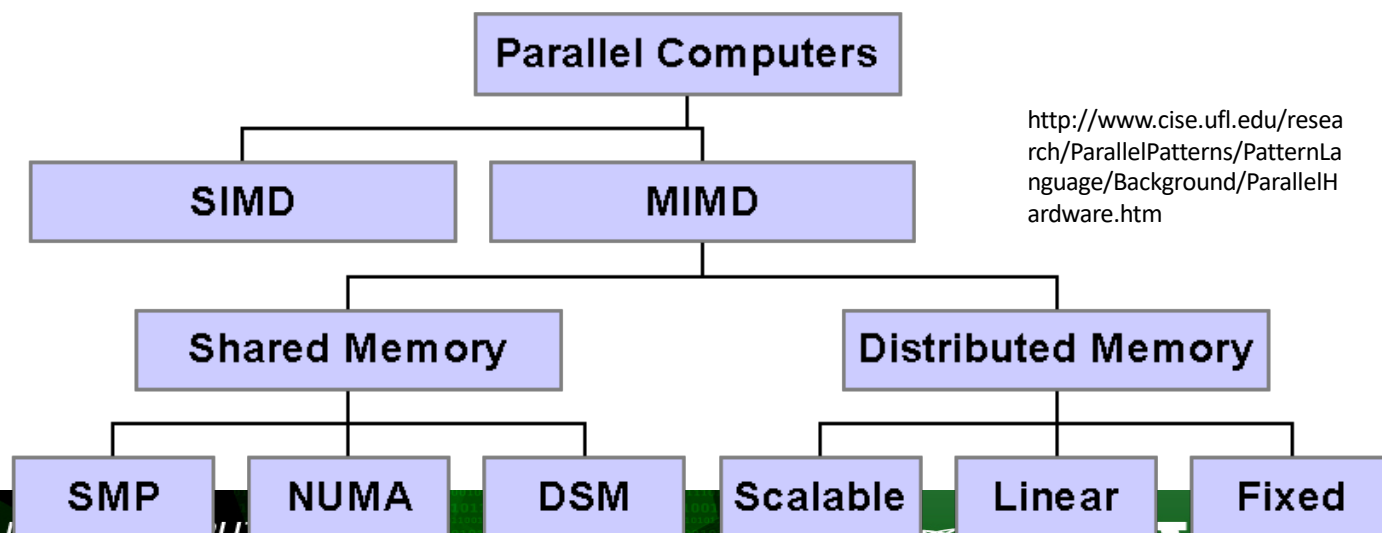 Parallel Computers
http://www.cise.ufl.edu/resea
rch/ParallelPatterns/PatternLa
nguage/Background/ParallelH
ardware.htm
SIMD MIMD
Shared Memory Distributed Memory
SMP NUMA DSM Scalable Linear Fixed